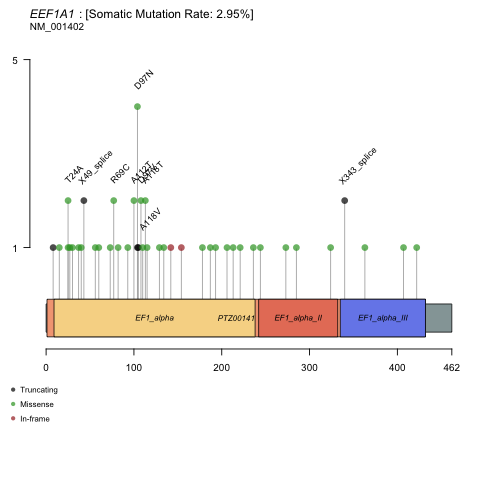 EEF1A1 : [Somatic Mutation Rate: 2.95%]
NM_001402
5
D97N
T24A
X49_splice
R69C
A112T
X343_splice
A118V
1
EF1_alpha
PTZ00141
EF1_alpha_II
EF1_alpha_III
0
100
200
300
400
462
Truncating
Missense
In-frame